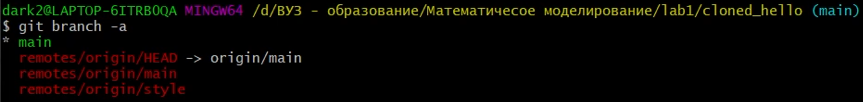 dark2@LAPTOP-6ITRB0QA MINGW64 /d/ВУЗ - образование/Математичесое моделирование/lab1/cloned_hello (main)
$ git branch -a
* main
  remotes/origin/HEAD -> origin/main
  remotes/origin/main
  remotes/origin/style